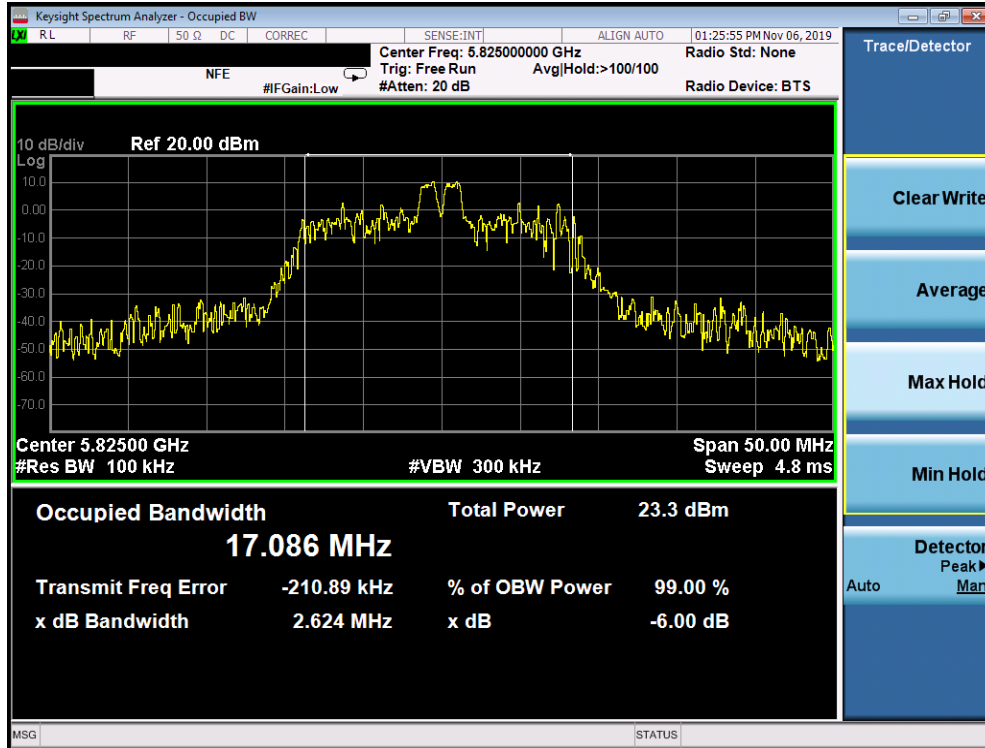 Keysight Spectrum Analyzer - Occupied BW
LXI RL RF 50 Ω DC CORREC SENSE:INT ALIGN AUTO 01:25:55 PM Nov 06, 2019
Center Freq: 5.825000000 GHz Radio Std: None
NFE Trig: Free Run Avg|Hold:>100/100
#IFGain:Low #Atten: 20 dB Radio Device: BTS
Trace/Detector
10 dB/div Ref 20.00 dBm
Log
10.0
0.00
-10.0
-20.0
-30.0
-40.0
-50.0
-60.0
-70.0
Center 5.82500 GHz Span 50.00 MHz
#Res BW 100 kHz #VBW 300 kHz Sweep 4.8 ms
Occupied Bandwidth Total Power 23.3 dBm
17.086 MHz
Transmit Freq Error -210.89 kHz % of OBW Power 99.00 %
x dB Bandwidth 2.624 MHz x dB -6.00 dB
Clear Write
Average
Max Hold
Min Hold
Detector
Peak▶
Auto Man
MSG STATUS